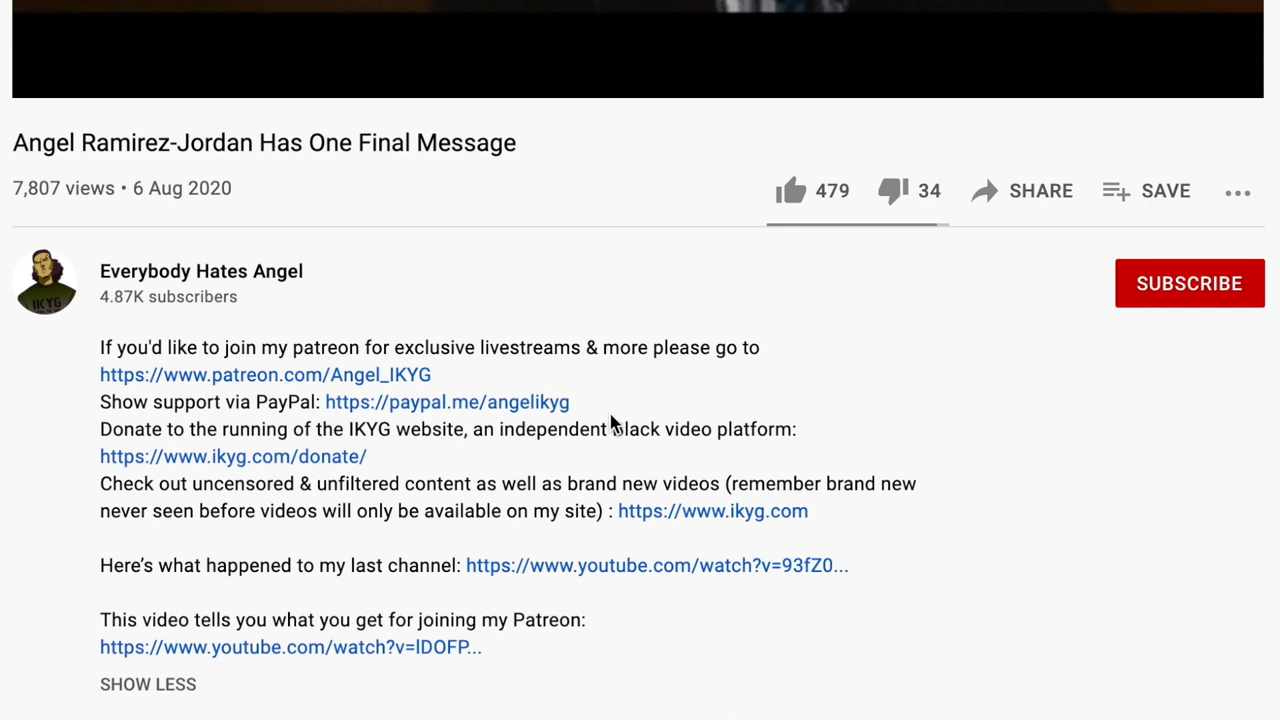 Angel Ramirez-Jordan Has One Final Message
7,807 views • 6 Aug 2020
479 34 SHARE SAVE
Everybody Hates Angel
4.87K subscribers
SUBSCRIBE
IKYG
If you'd like to join my patreon for exclusive livestreams & more please go to
https://www.patreon.com/Angel_IKYG
Show support via PayPal: https://paypal.me/angelikyg
Donate to the running of the IKYG website, an independent black video platform:
https://www.ikyg.com/donate/
Check out uncensored & unfiltered content as well as brand new videos (remember brand new
never seen before videos will only be available on my site) : https://www.ikyg.com
Here’s what happened to my last channel: https://www.youtube.com/watch?v=93fZ0...
This video tells you what you get for joining my Patreon:
https://www.youtube.com/watch?v=lDOFP...
SHOW LESS